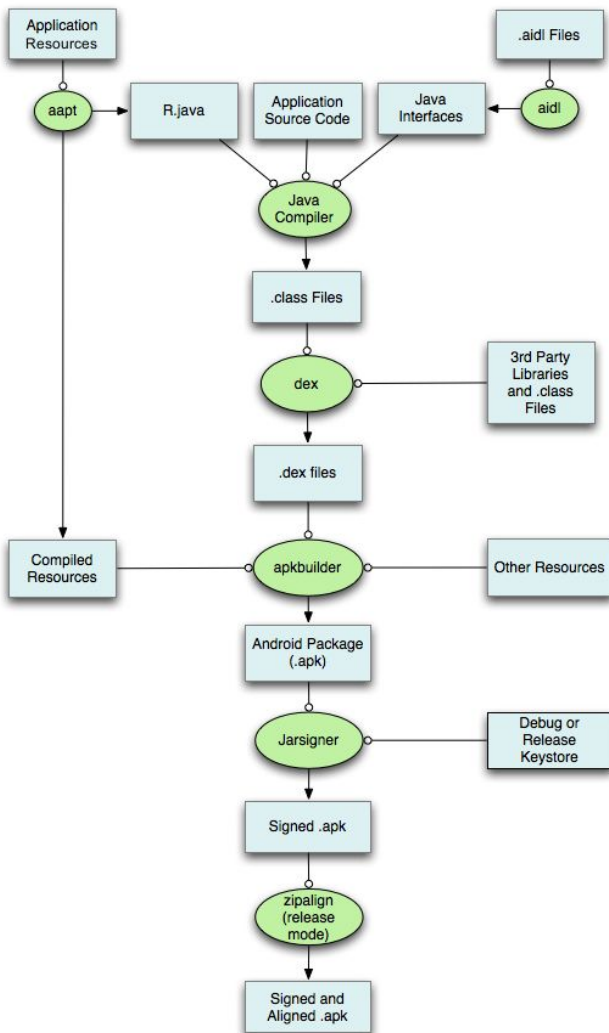 Application
Resources
.aidl Files
aapt
R.java
Application
Source Code
Java
Interfaces
aidl
Java
Compiler
.class Files
dex
3rd Party
Libraries
and .class
Files
.dex files
Compiled
Resources
apkbuilder
Other Resources
Android Package
(.apk)
Jarsigner
Debug or
Release
Keystore
Signed .apk
zipalign
(release
mode)
Signed and
Aligned .apk